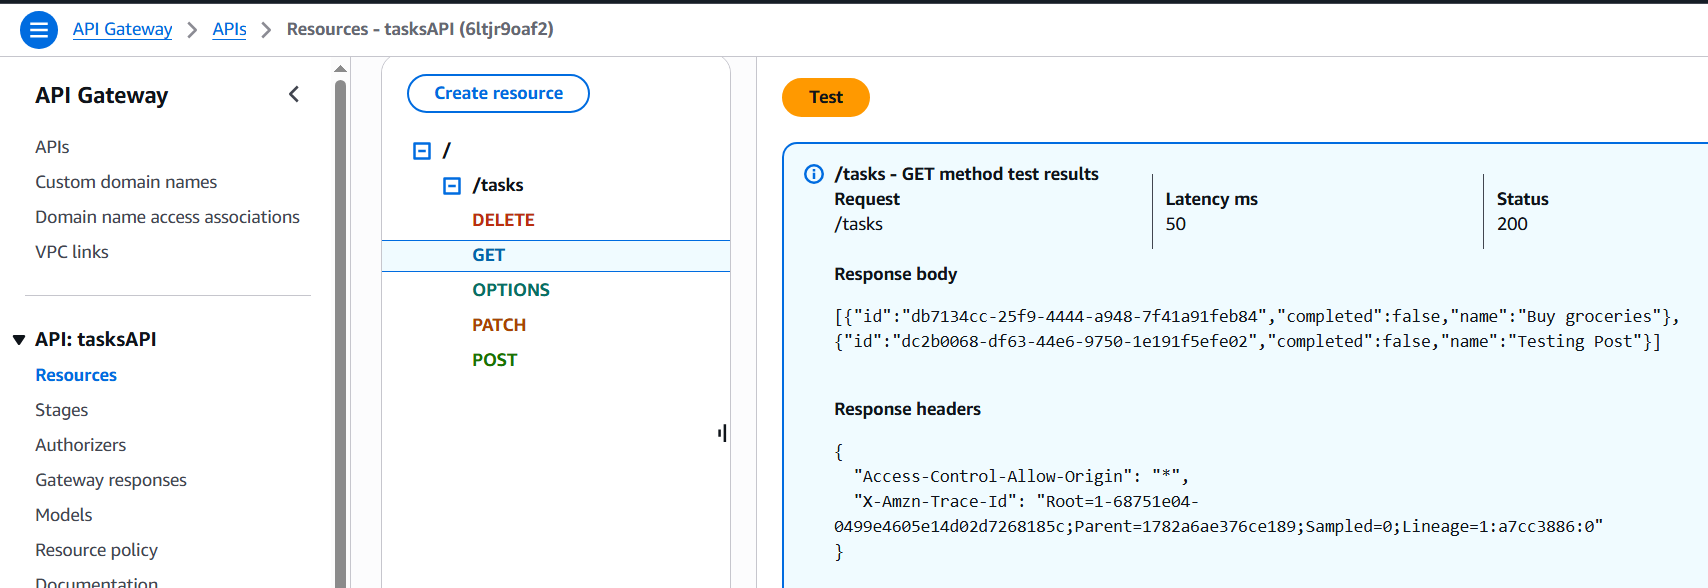 API Gateway > APIs > Resources - tasksAPI (6ltjr9oaf2)
API Gateway
APIs
Custom domain names
Domain name access associations
VPC links
API: tasksAPI
Resources
Stages
Authorizers
Gateway responses
Models
Resource policy
Documentation
Create resource
/
/tasks
DELETE
GET
OPTIONS
PATCH
POST
Test
/tasks - GET method test results
Request
/tasks
Latency ms
50
Status
200
Response body
[{"id":"db7134cc-25f9-4444-a948-7f41a91feb84","completed":false,"name":"Buy groceries"},
{"id":"dc2b0068-df63-44e6-9750-1e191f5efe02","completed":false,"name":"Testing Post"}]
Response headers
{
"Access-Control-Allow-Origin": "*",
"X-Amzn-Trace-Id": "Root=1-68751e04-
0499e4605e14d02d7268185c;Parent=1782a6ae376ce189;Sampled=0;Lineage=1:a7cc3886:0"
}